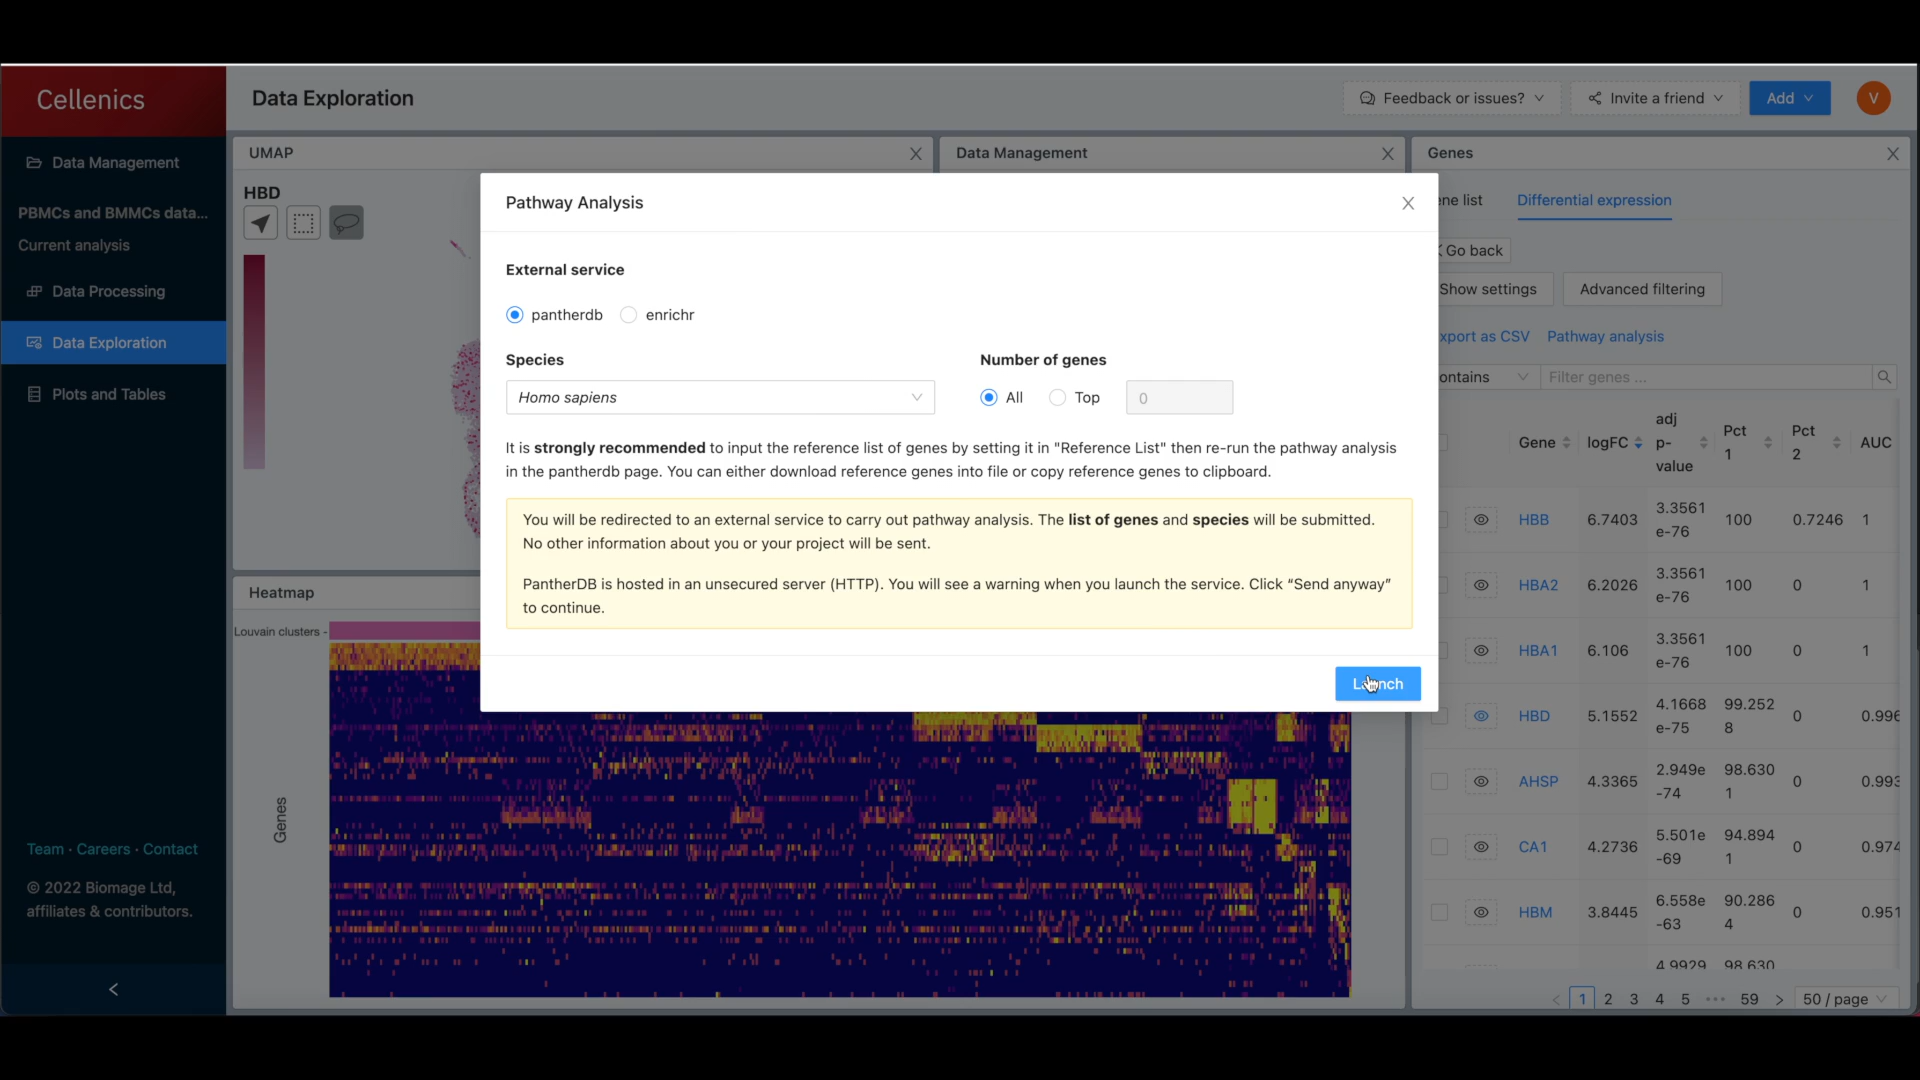 Cellenics
Data Exploration
Feedback or issues?
Invite a friend
Add
V
Data Management
PBMCs and BMMCs data...
Current analysis
Data Processing
Data Exploration
Plots and Tables
Team · Careers · Contact
© 2022 Biomage Ltd,
affiliates & contributors.
UMAP
HBD
Data Management
Heatmap
Louvain clusters -
Genes
Pathway Analysis
External service
pantherdb
enrichr
Species
Number of genes
Homo sapiens
All
Top
0
It is strongly recommended to input the reference list of genes by setting it in "Reference List" then re-run the pathway analysis
in the pantherdb page. You can either download reference genes into file or copy reference genes to clipboard.
You will be redirected to an external service to carry out pathway analysis. The list of genes and species will be submitted.
No other information about you or your project will be sent.
PantherDB is hosted in an unsecured server (HTTP). You will see a warning when you launch the service. Click “Send anyway”
to continue.
Genes
ene list
Differential expression
Go back
Show settings
Advanced filtering
xport as CSV
Pathway analysis
ontains
Filter genes ...
Gene logFC adj p-value Pct 1 Pct 2 AUC
HBB 6.7403 3.3561e-76 100 0.7246 1
HBA2 6.2026 3.3561e-76 100 0 1
HBA1 6.106 3.3561e-76 100 0 1
HBD 5.1552 4.1668e-75 99.2528 0 0.996
AHSP 4.3365 2.949e-74 98.6301 0 0.993
CA1 4.2736 5.501e-69 94.8941 0 0.974
HBM 3.8445 6.558e-63 90.2864 0 0.951
4.9929 98.630
1 2 3 4 5 ••• 59
50 / page